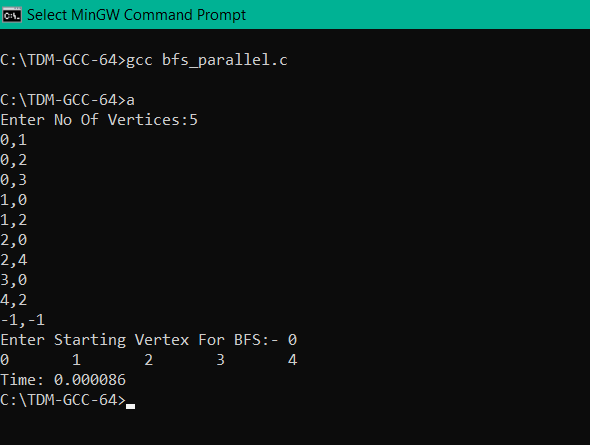 Select MinGW Command Prompt
C:\TDM-GCC-64>gcc bfs_parallel.c
C:\TDM-GCC-64>a
Enter No Of Vertices:5
0,1
0,2
0,3
1,0
1,2
2,0
2,4
3,0
4,2
-1,-1
Enter Starting Vertex For BFS:- 0
0       1       2       3       4
Time: 0.000086
C:\TDM-GCC-64>